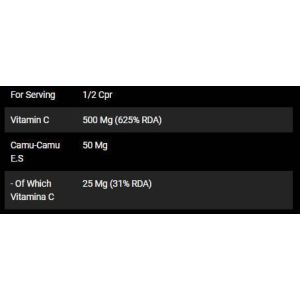 For Serving 1/2 Cpr
Vitamin C 500 Mg (625% RDA)
Camu-Camu 50 Mg
E.S
- Of Which 25 Mg (31% RDA)
Vitamina C